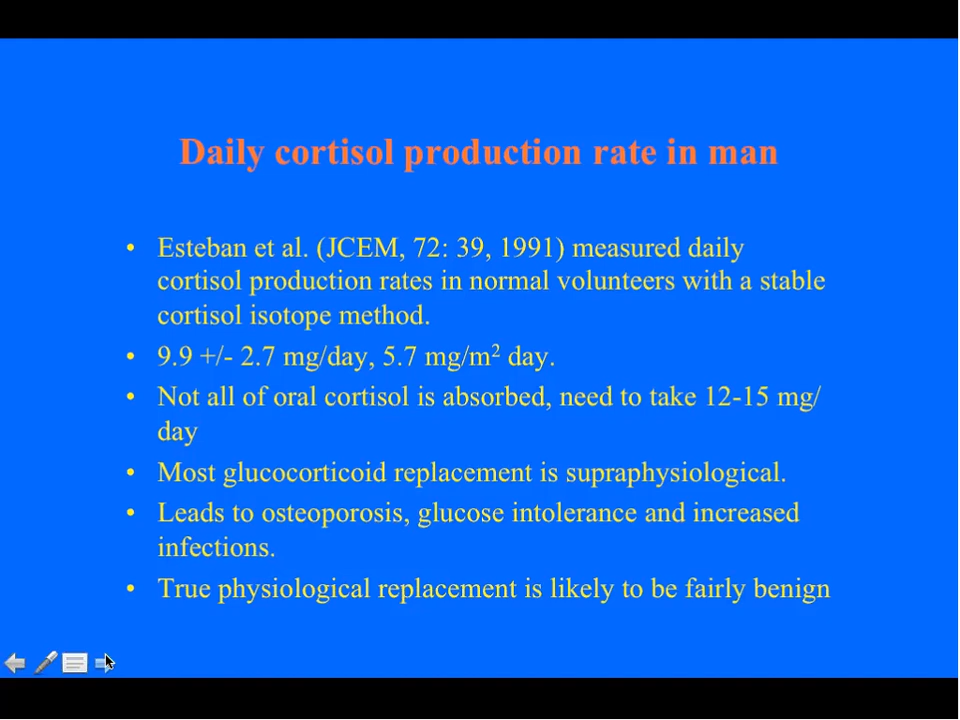 Daily cortisol production rate in man
• Esteban et al. (JCEM, 72: 39, 1991) measured daily
cortisol production rates in normal volunteers with a stable
cortisol isotope method.
• 9.9 +/- 2.7 mg/day, 5.7 mg/m² day.
• Not all of oral cortisol is absorbed, need to take 12-15 mg/
day
• Most glucocorticoid replacement is supraphysiological.
• Leads to osteoporosis, glucose intolerance and increased
infections.
• True physiological replacement is likely to be fairly benign